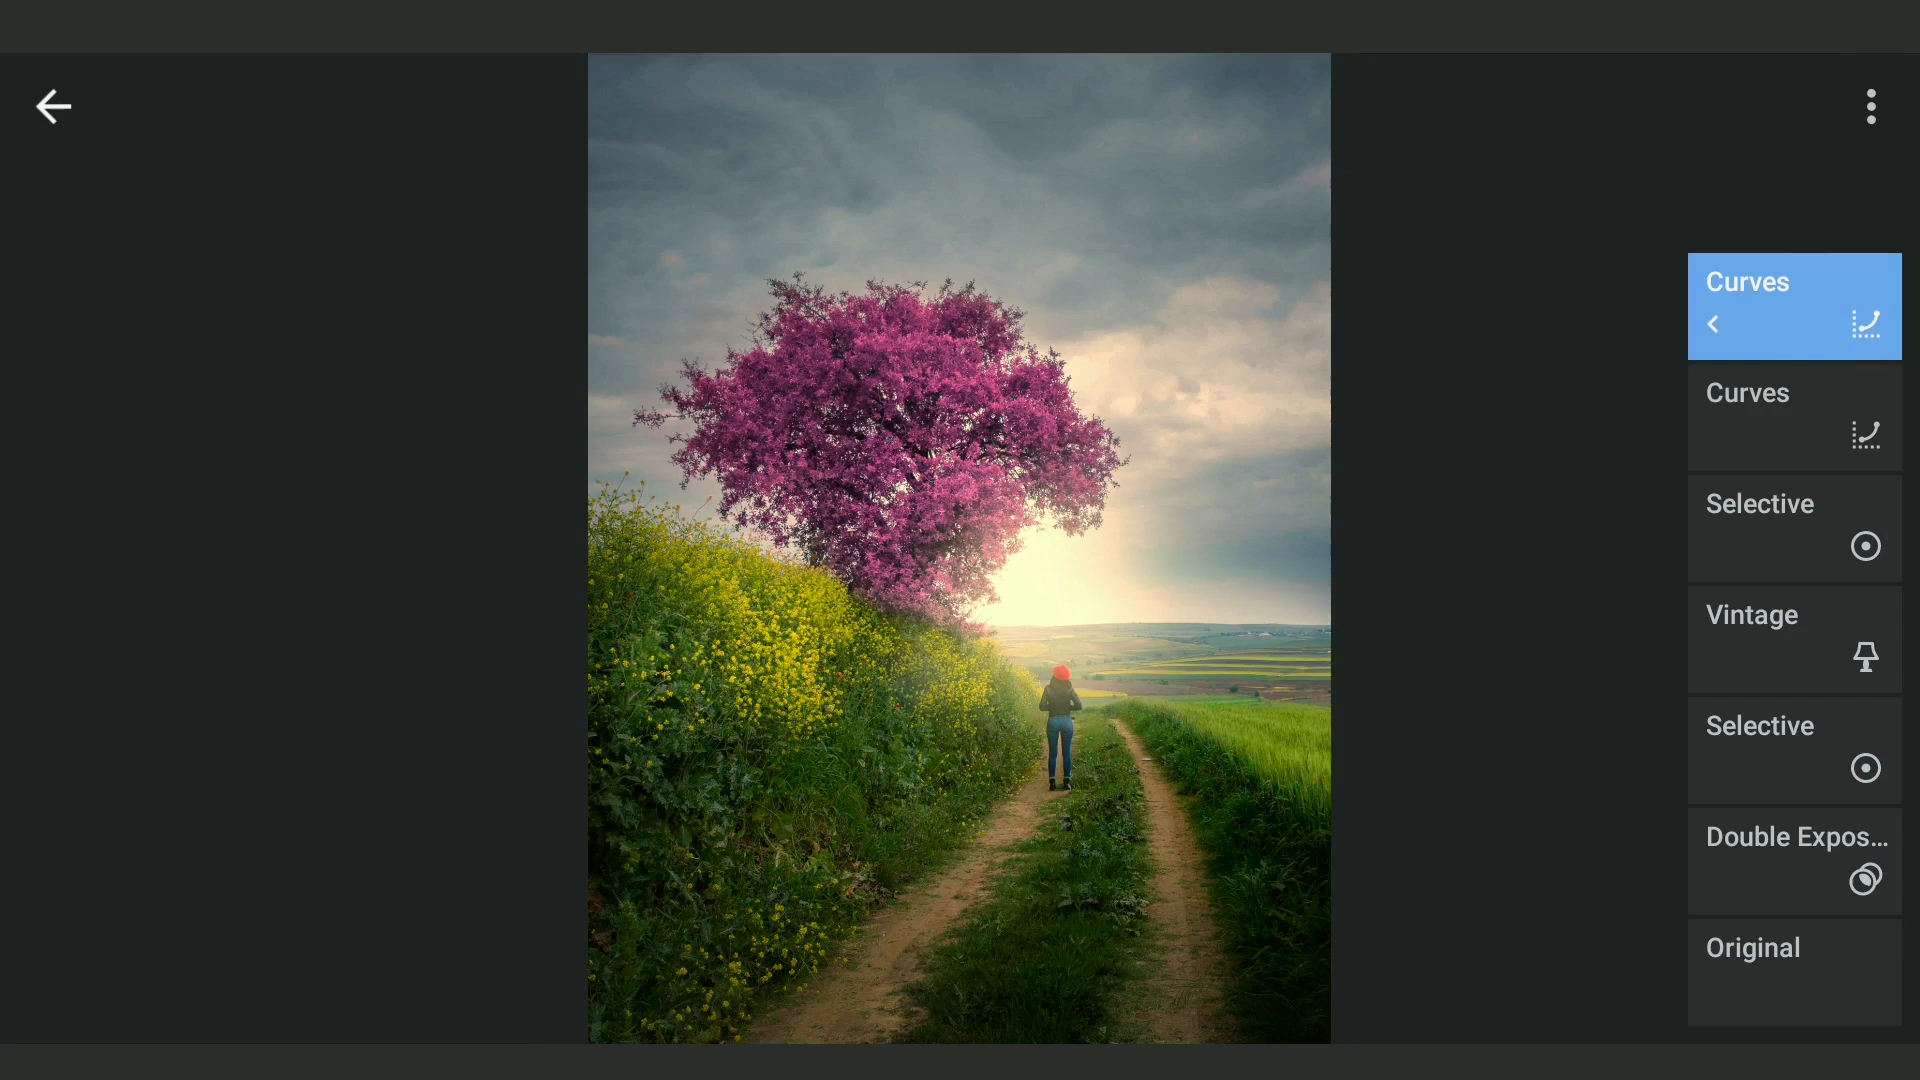 Curves
Curves
Selective
Vintage
Selective
Double Expos...
Original